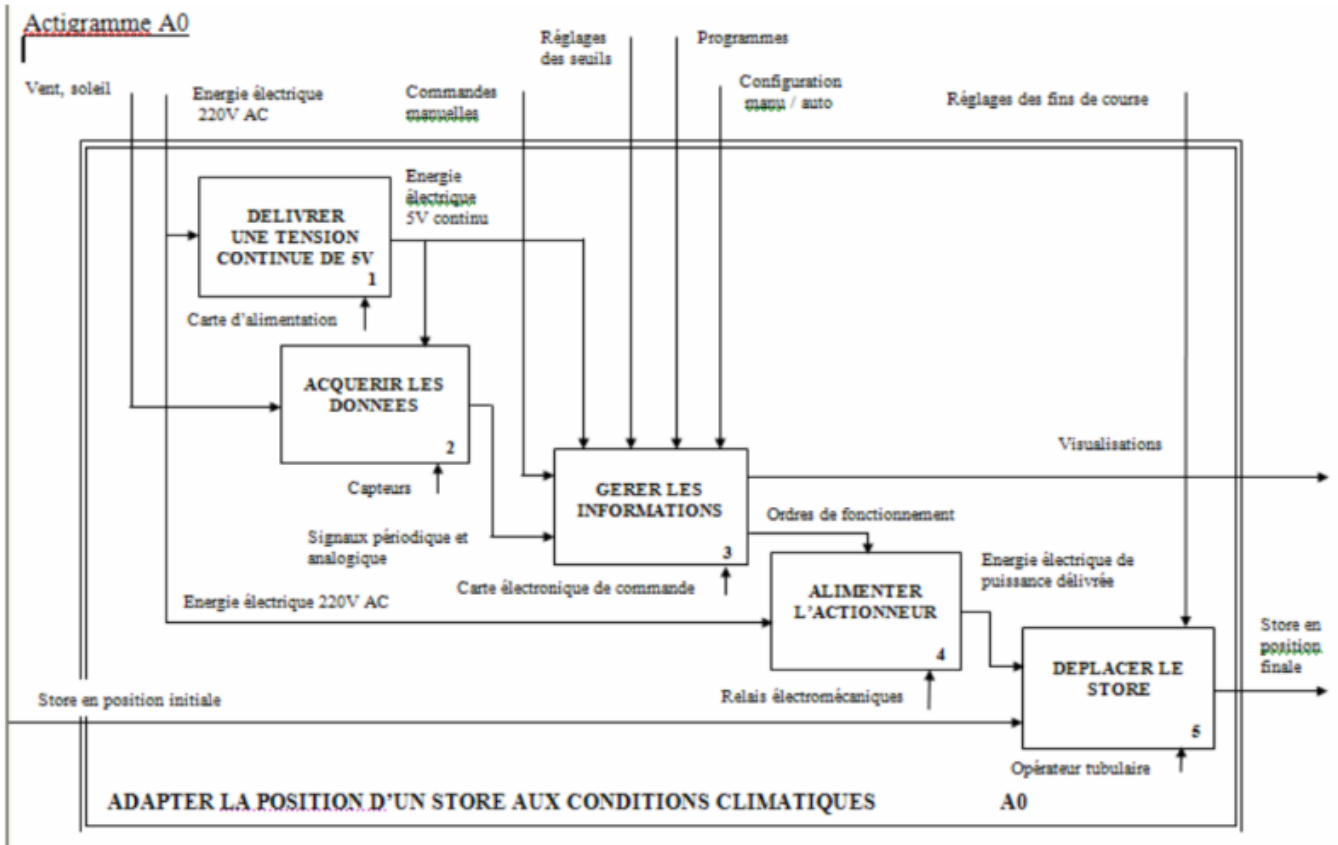 Actigramme A0
Vent, soleil
Energie électrique
220V AC
Commandes
manuelles
Réglages
des seuils
Programmes
Configuration
manu / auto
Réglages des fins de course
DELIVRER
UNE TENSION
CONTINUE DE 5V
1
Energie
électrique
5V continu
Carte d'alimentation
ACQUERIR LES
DONNEES
2
Capteurs
Signaux périodique et
analogique
GERER LES
INFORMATIONS
3
Carte électronique de commande
Visualisations
Ordres de fonctionnement
Energie électrique 220V AC
ALIMENTER
L'ACTIONNEUR
4
Relais électromécaniques
Energie électrique de
puissance délivrée
Store en position initiale
DEPLACER LE
STORE
5
Opérateur tubulaire
Store en
position
finale
ADAPTER LA POSITION D'UN STORE AUX CONDITIONS CLIMATIQUES A0